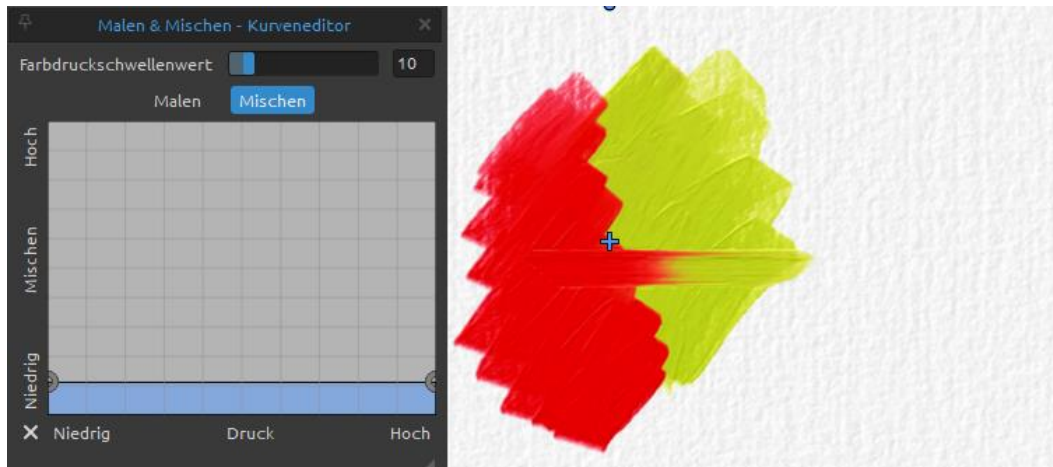 Malen & Mischen - Kurveneditor
Farbdruckschwellenwert 10
Malen Mischen
Hoch
Mischen
Niedrig
Niedrig Druck Hoch